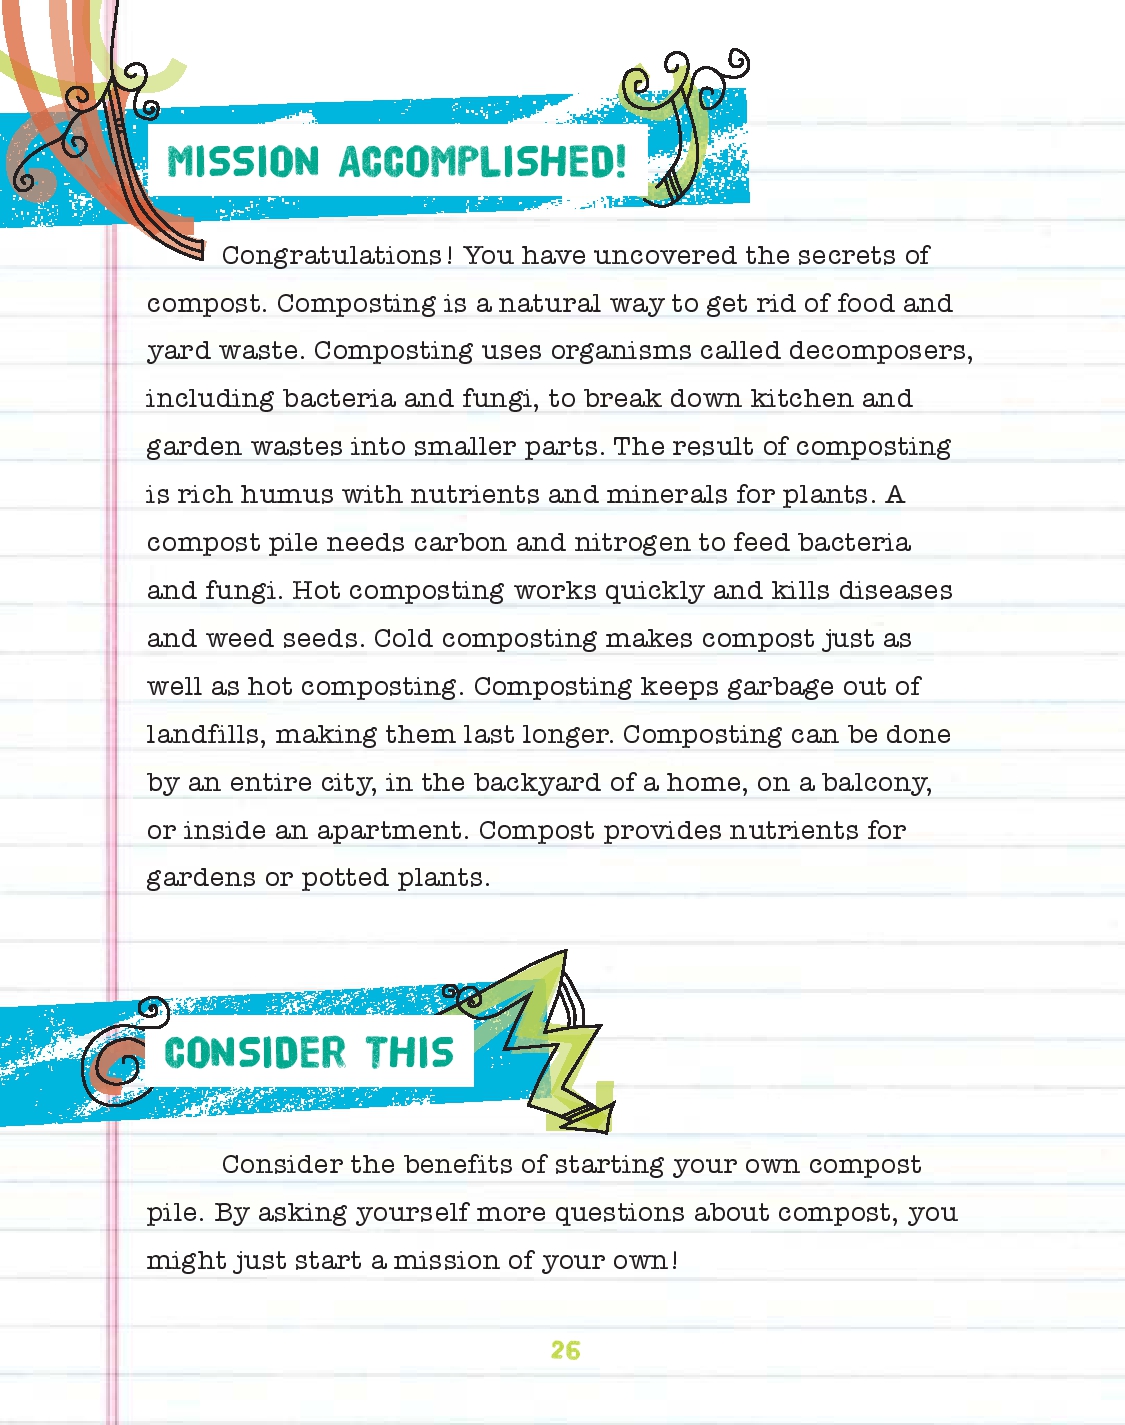 MISSION ACCOMPLISHED!
Congratulations! You have uncovered the secrets of
compost. Composting is a natural way to get rid of food and
yard waste. Composting uses organisms called decomposers,
including bacteria and fungi, to break down kitchen and
garden wastes into smaller parts. The result of composting
is rich humus with nutrients and minerals for plants. A
compost pile needs carbon and nitrogen to feed bacteria
and fungi. Hot composting works quickly and kills diseases
and weed seeds. Cold composting makes compost just as
well as hot composting. Composting keeps garbage out of
landfills, making them last longer. Composting can be done
by an entire city, in the backyard of a home, on a balcony,
or inside an apartment. Compost provides nutrients for
gardens or potted plants.
CONSIDER THIS
Consider the benefits of starting your own compost
pile. By asking yourself more questions about compost, you
might just start a mission of your own!
26